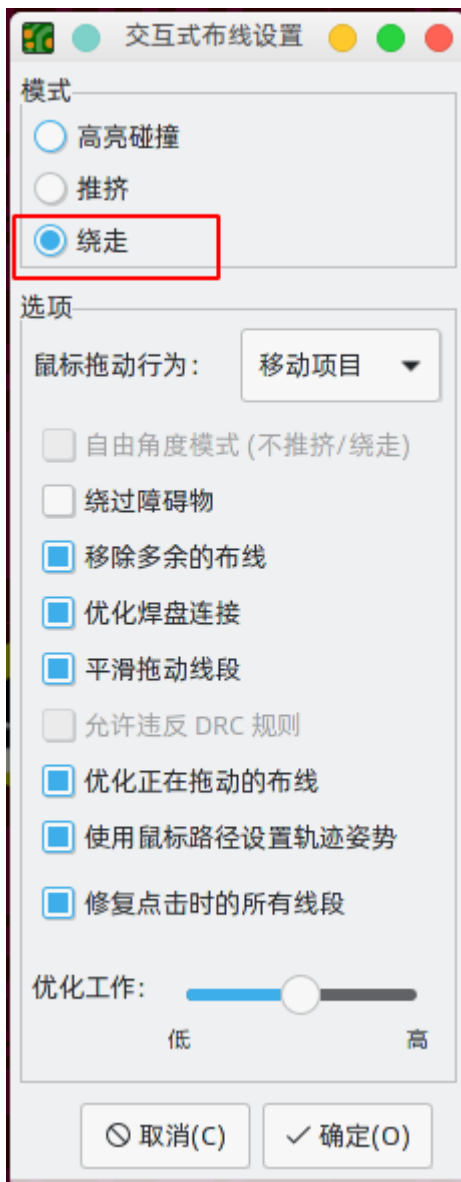 交互式布线设置
模式
高亮碰撞
推挤
绕走
选项
鼠标拖动行为: 移动项目
自由角度模式 (不推挤/绕走)
绕过障碍物
移除多余的布线
优化焊盘连接
平滑拖动线段
允许违反 DRC 规则
优化正在拖动的布线
使用鼠标路径设置轨迹姿势
修复点击时的所有线段
优化工作:
低 高
取消(C) 确定(O)